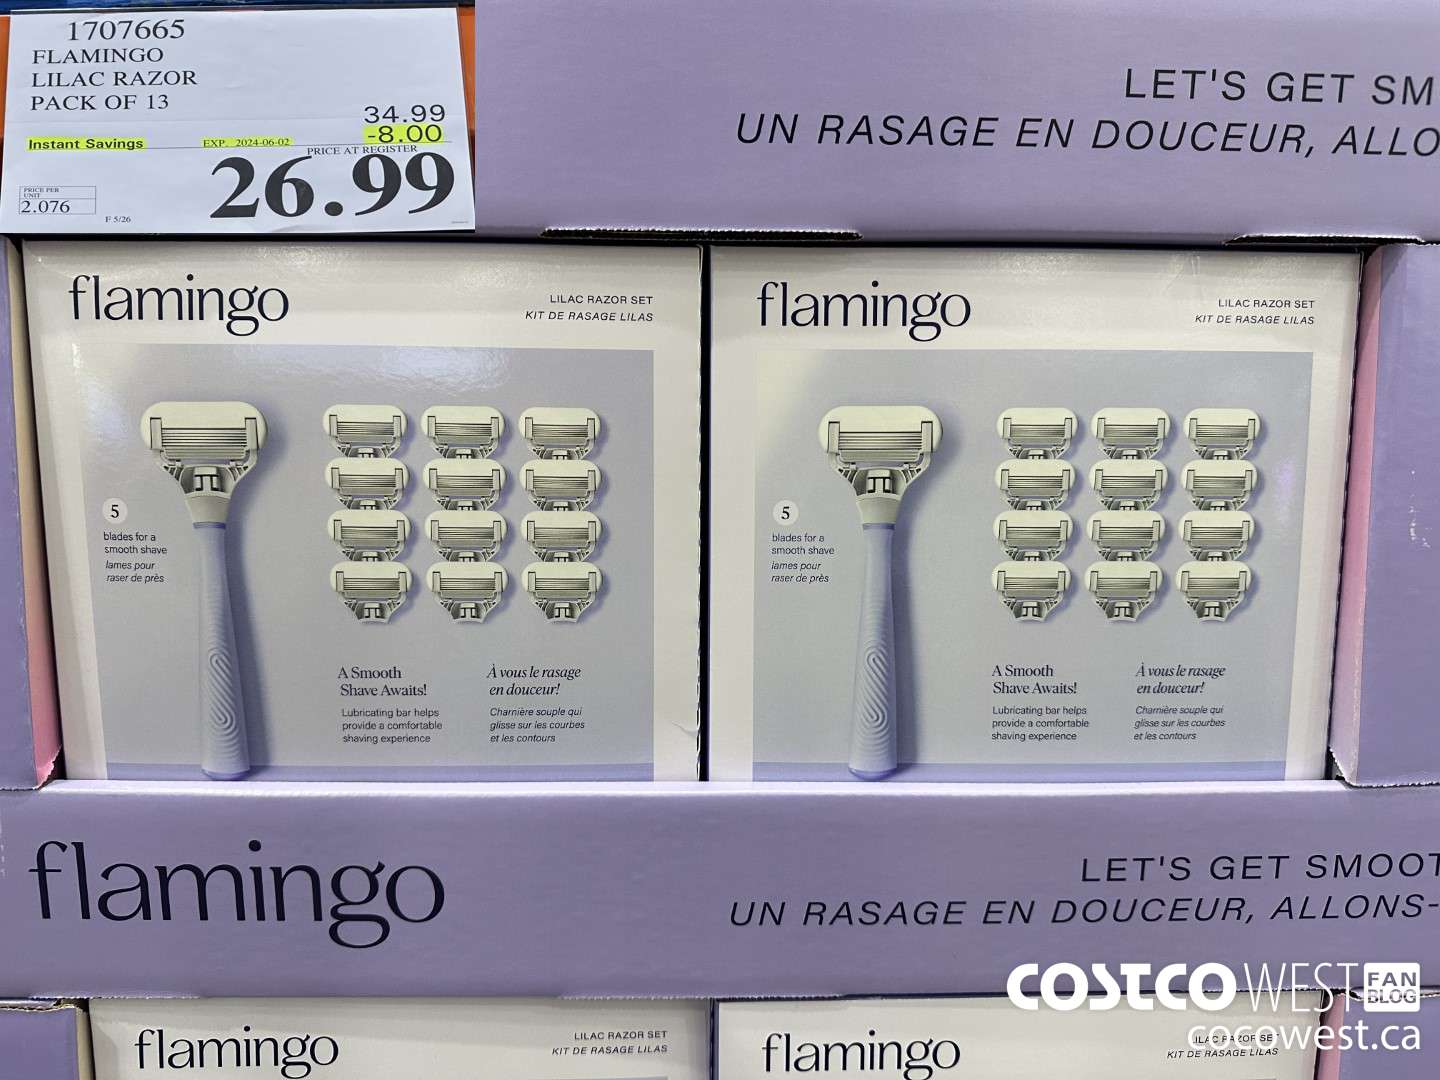 1707665
FLAMINGO
LILAC RAZOR
PACK OF 13
34.99
-8.00
Instant Savings
EXP. 2024-06-02
PRICE AT REGISTER
26.99
PRICE PER
UNIT
2.076
F 5/26
LET'S GET SM
UN RASAGE EN DOUCEUR, ALLO
flamingo
LILAC RAZOR SET
KIT DE RASAGE LILAS
5
blades for a
smooth shave
lames pour
raser de près
A Smooth
Shave Awaits!
Lubricating bar helps
provide a comfortable
shaving experience
À vous le rasage
en douceur!
Charnière souple qui
glisse sur les courbes
et les contours
flamingo
LILAC RAZOR SET
KIT DE RASAGE LILAS
5
blades for a
smooth shave
lames pour
raser de près
A Smooth
Shave Awaits!
Lubricating bar helps
provide a comfortable
shaving experience
À vous le rasage
en douceur!
Charnière souple qui
glisse sur les courbes
et les contours
flamingo
LET'S GET SMOOT
UN RASAGE EN DOUCEUR, ALLONS-
flamingo
LILAC RAZOR SET
KIT DE RASAGE LILAS
flamingo
LILAC RAZOR SET
KIT DE RASAGE LILAS
COSTCO WEST FAN BLOG
cocowest.ca